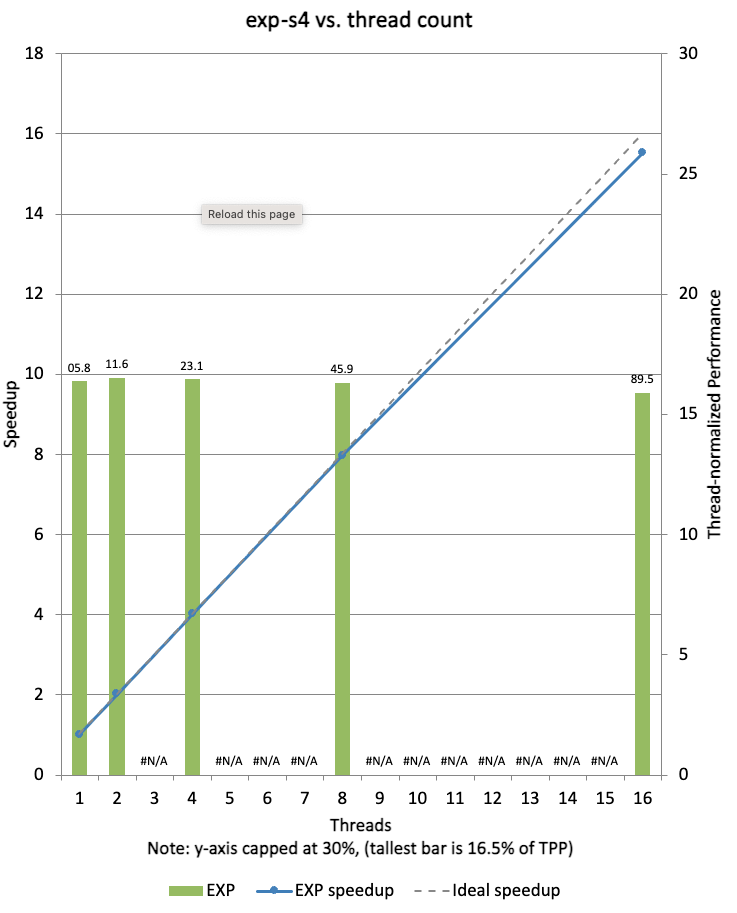 exp-s4 vs. thread count
18
16
14
12
10
8
6
4
2
0
Speedup
30
25
20
15
10
5
0
Thread-normalized Performance
Reload this page
05.8 11.6 23.1 45.9 89.5
#N/A #N/A #N/A #N/A #N/A #N/A #N/A #N/A #N/A #N/A #N/A
1 2 3 4 5 6 7 8 9 10 11 12 13 14 15 16
Threads
Note: y-axis capped at 30%, (tallest bar is 16.5% of TPP)
EXP EXP speedup Ideal speedup